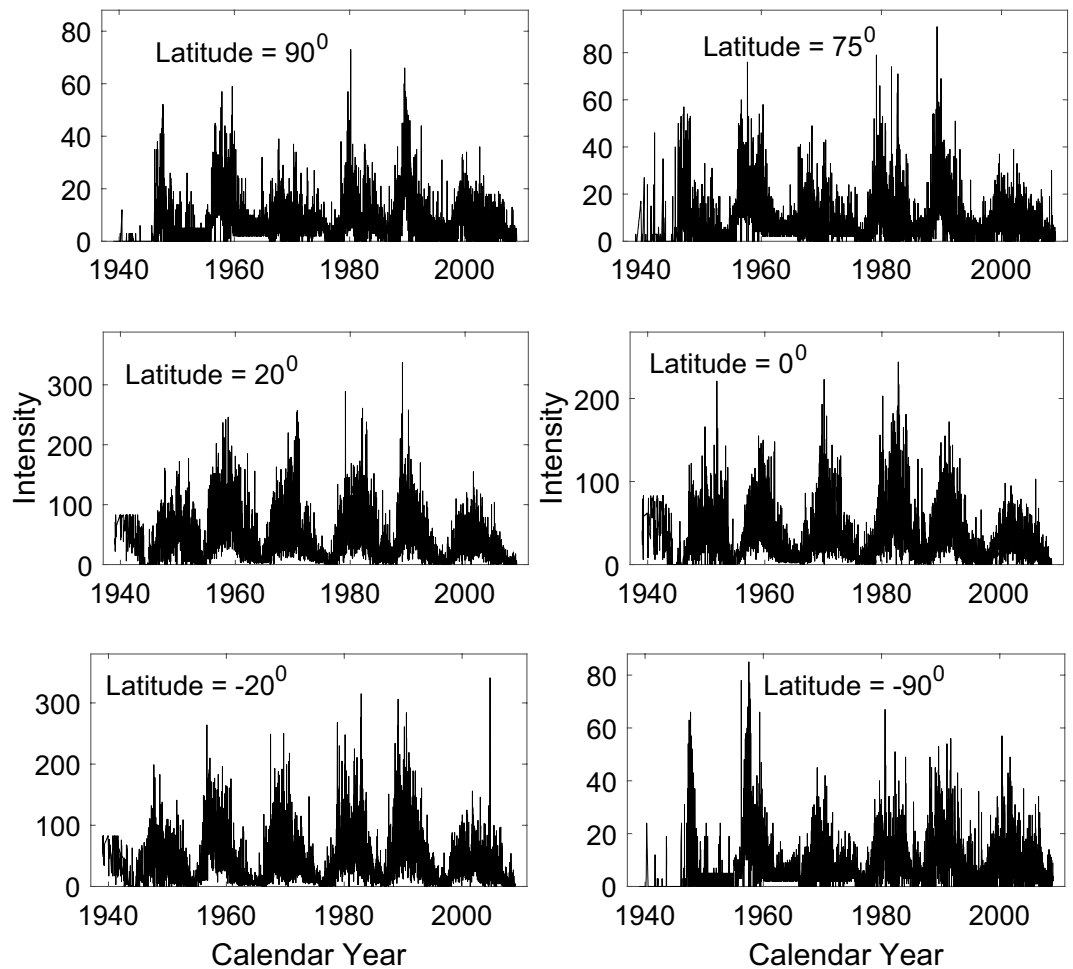 Latitude = 90⁰
80
60
40
20
0
1940 1960 1980 2000
Latitude = 75⁰
80
60
40
20
0
1940 1960 1980 2000
Latitude = 20⁰
Intensity
300
200
100
0
1940 1960 1980 2000
Latitude = 0⁰
Intensity
200
100
0
1940 1960 1980 2000
Latitude = -20⁰
300
200
100
0
1940 1960 1980 2000
Calendar Year
Latitude = -90⁰
80
60
40
20
0
1940 1960 1980 2000
Calendar Year